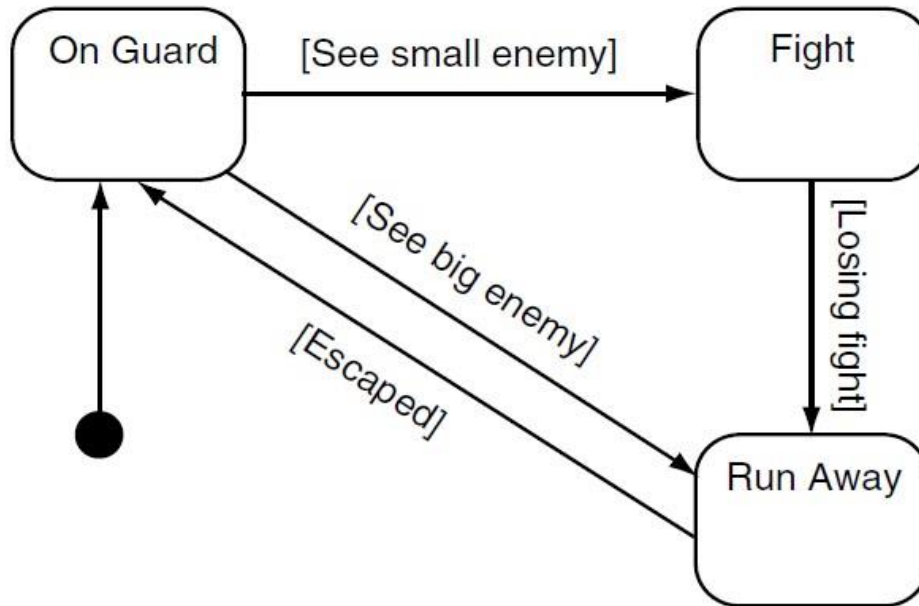 On Guard
[See small enemy]
Fight
[See big enemy]
[Losing fight]
[Escaped]
Run Away